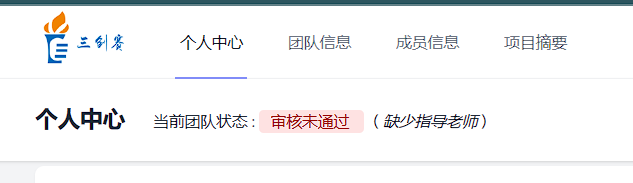 三创赛 个人中心 团队信息 成员信息 项目摘要
个人中心 当前团队状态 : 审核未通过 ( 缺少指导老师 )